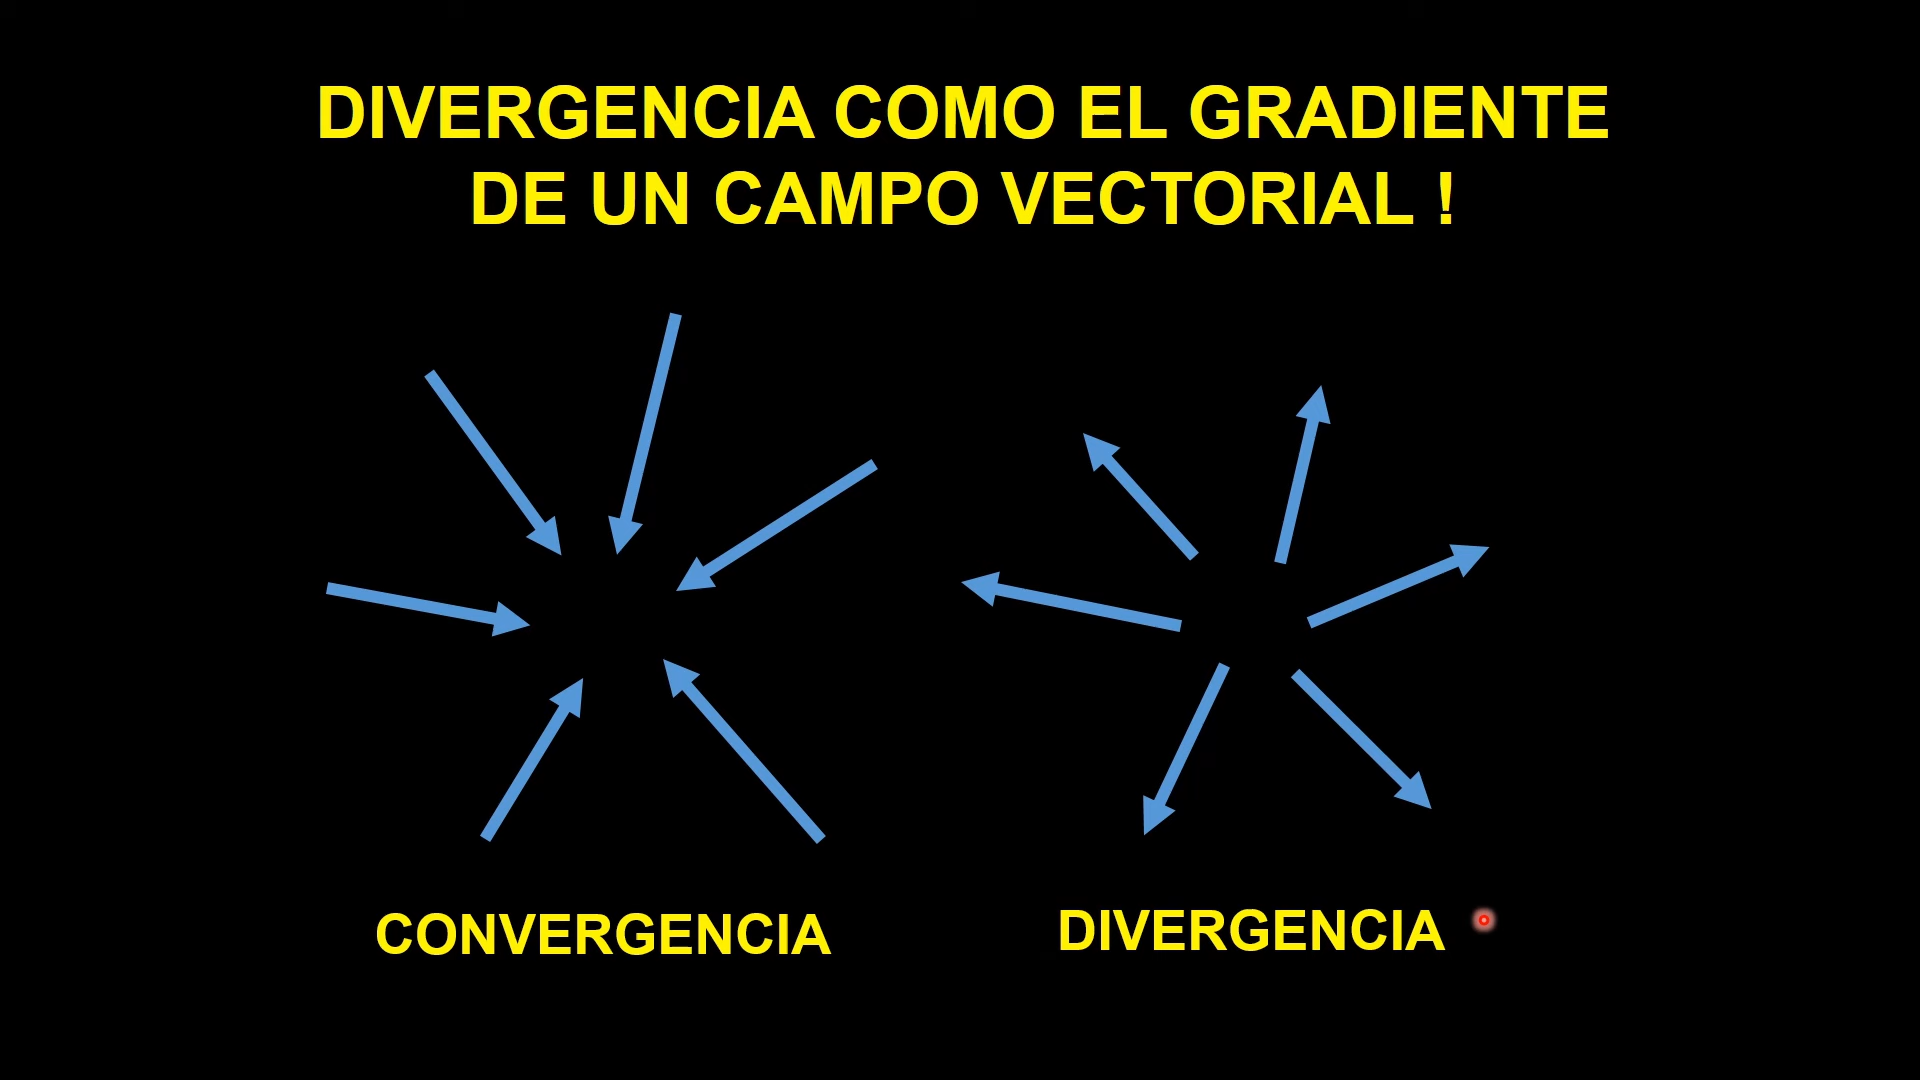 DIVERGENCIA COMO EL GRADIENTE
DE UN CAMPO VECTORIAL !
CONVERGENCIA
DIVERGENCIA